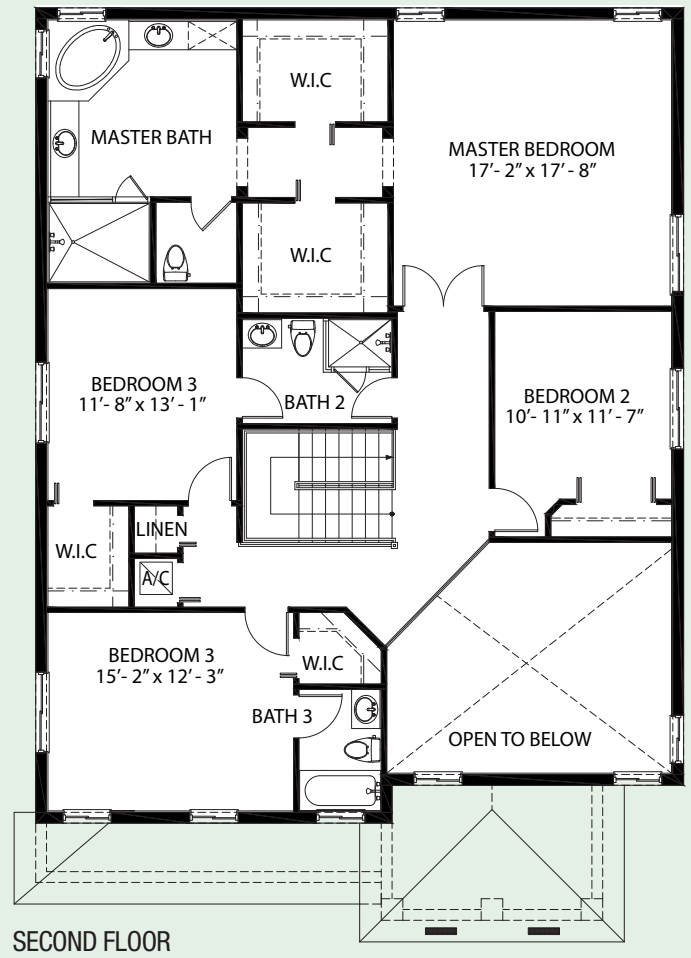 W.I.C
MASTER BATH
MASTER BEDROOM
17'- 2" x 17' - 8"
W.I.C
BEDROOM 3
11'- 8" x 13' - 1"
BATH 2
BEDROOM 2
10'- 11" x 11' - 7"
LINEN
W.I.C
A/C
BEDROOM 3
15'- 2" x 12' - 3"
W.I.C
BATH 3
OPEN TO BELOW
SECOND FLOOR